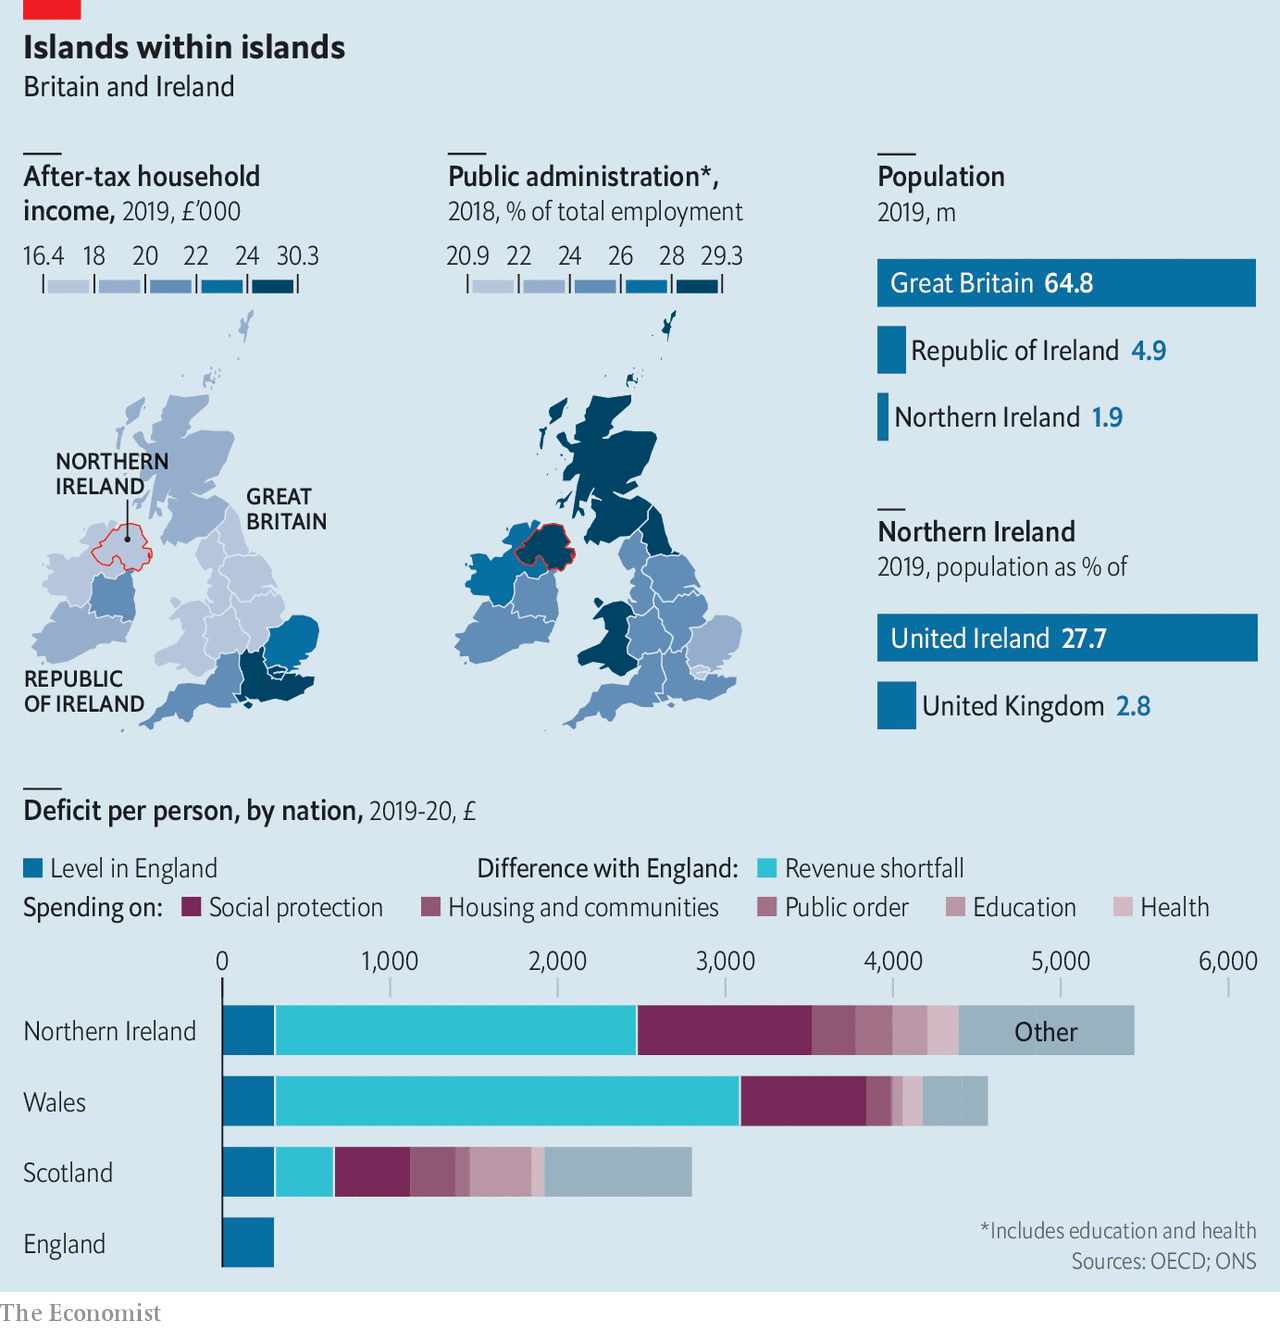 Islands within islands
Britain and Ireland
After-tax household
income, 2019, £’000
16.4 18 20 22 24 30.3
NORTHERN
IRELAND
GREAT
BRITAIN
REPUBLIC
OF IRELAND
Public administration*,
2018, % of total employment
20.9 22 24 26 28 29.3
Population
2019, m
Great Britain 64.8
Republic of Ireland 4.9
Northern Ireland 1.9
Northern Ireland
2019, population as % of
United Ireland 27.7
United Kingdom 2.8
Deficit per person, by nation, 2019-20, £
Level in England Difference with England: Revenue shortfall
Spending on: Social protection Housing and communities Public order Education Health
0 1,000 2,000 3,000 4,000 5,000 6,000
Northern Ireland Other
Wales
Scotland
England
*Includes education and health
Sources: OECD; ONS
The Economist